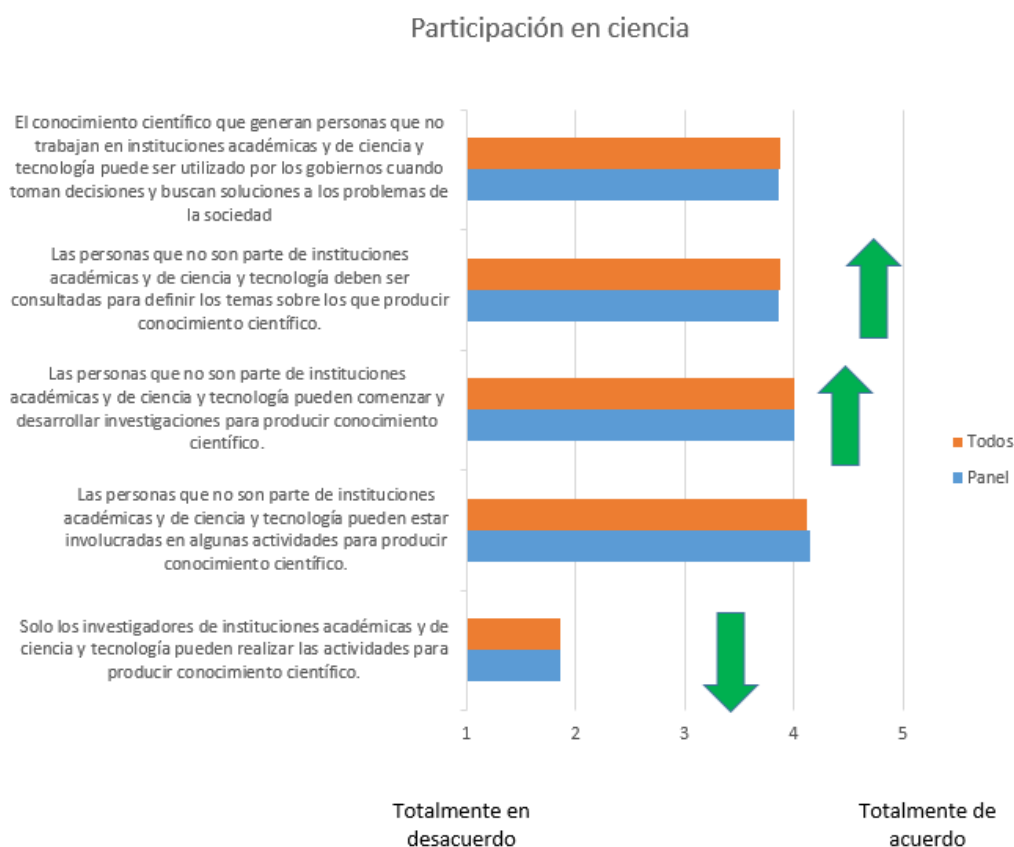 Participación en ciencia
El conocimiento científico que generan personas que no
trabajan en instituciones académicas y de ciencia y
tecnología puede ser utilizado por los gobiernos cuando
toman decisiones y buscan soluciones a los problemas de
la sociedad
Las personas que no son parte de instituciones
académicas y de ciencia y tecnología deben ser
consultadas para definir los temas sobre los que producir
conocimiento científico.
Las personas que no son parte de instituciones
académicas y de ciencia y tecnología pueden comenzar y
desarrollar investigaciones para producir conocimiento
científico.
Las personas que no son parte de instituciones
académicas y de ciencia y tecnología pueden estar
involucradas en algunas actividades para producir
conocimiento científico.
Solo los investigadores de instituciones académicas y de
ciencia y tecnología pueden realizar las actividades para
producir conocimiento científico.
Todos
Panel
1 2 3 4 5
Totalmente en
desacuerdo
Totalmente de
acuerdo